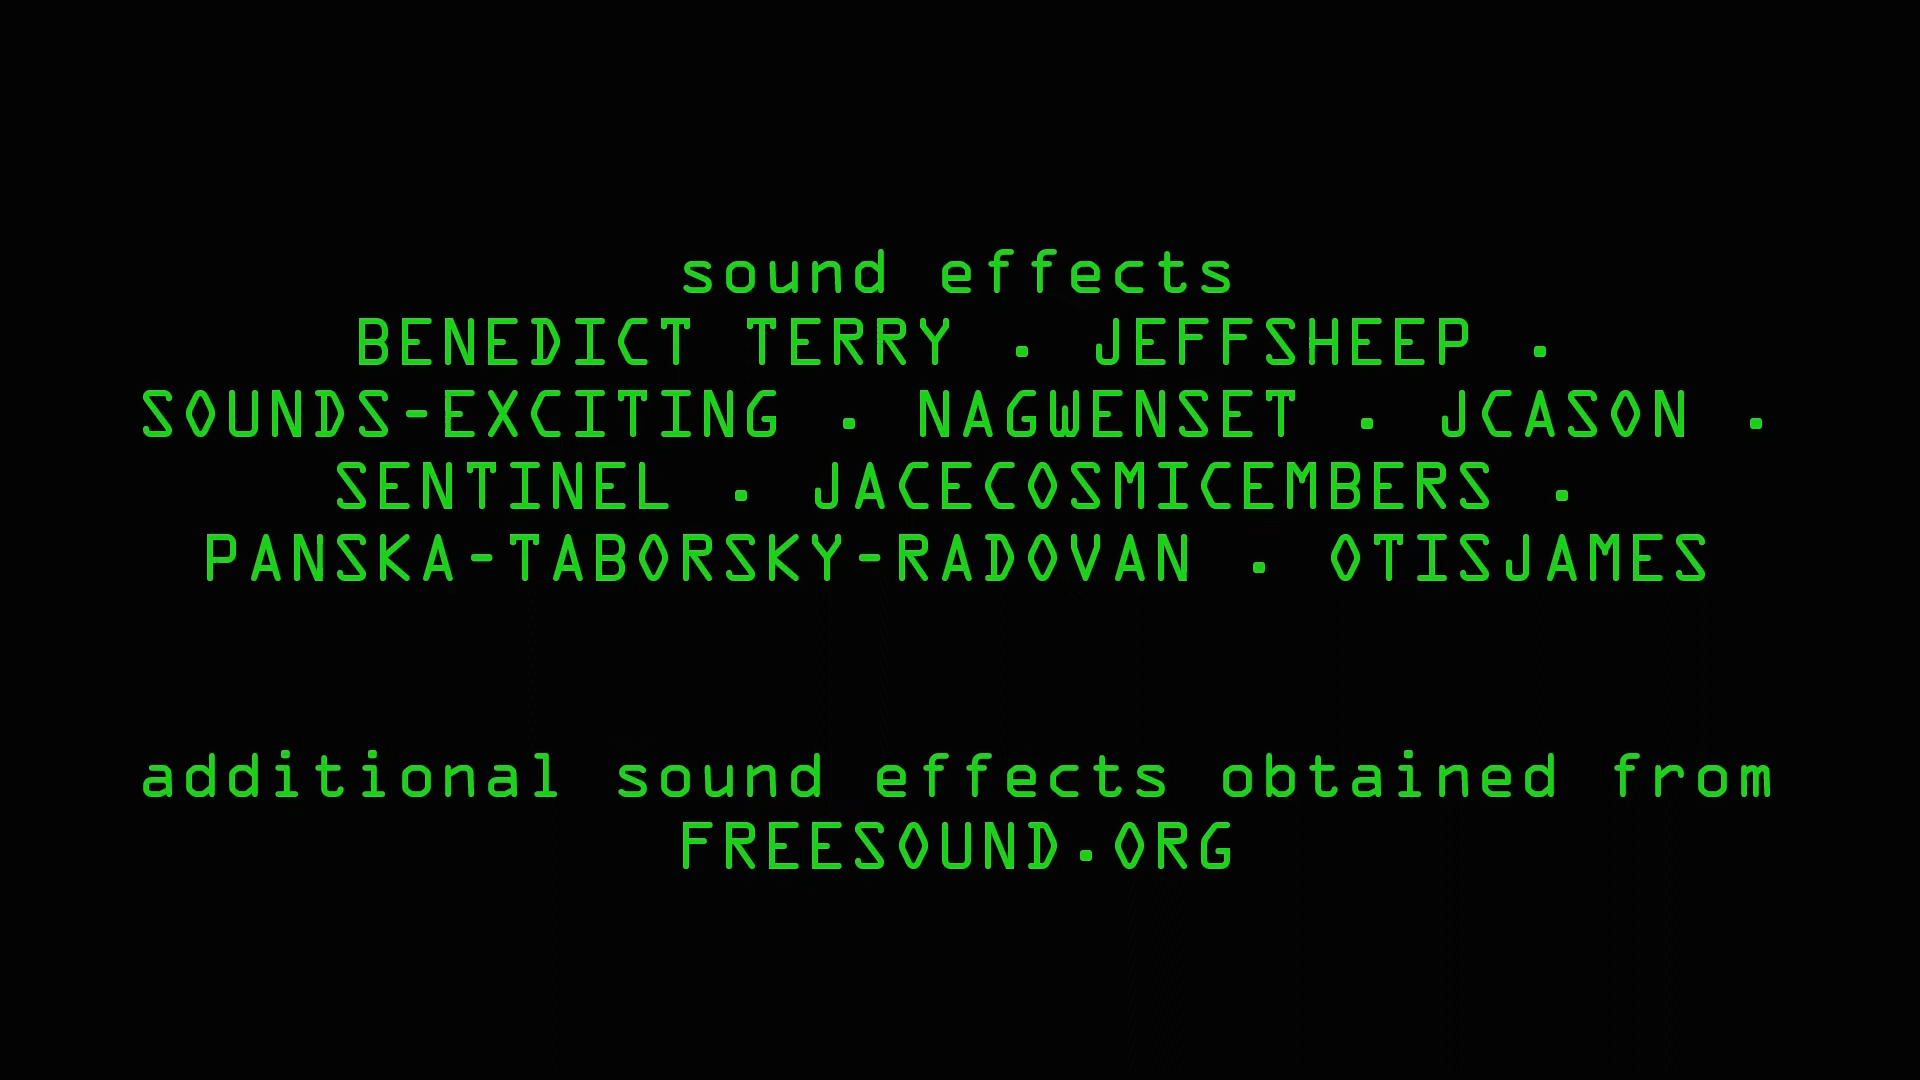 sound effects
BENEDICT TERRY . JEFFSHEEP .
SOUNDS-EXCITING . NAGWENSET . JCASON .
SENTINEL . JACECOSMICEMBERS .
PANSKA-TABORSKY-RADOVAN . OTISJAMES
additional sound effects obtained from
FREESOUND.ORG